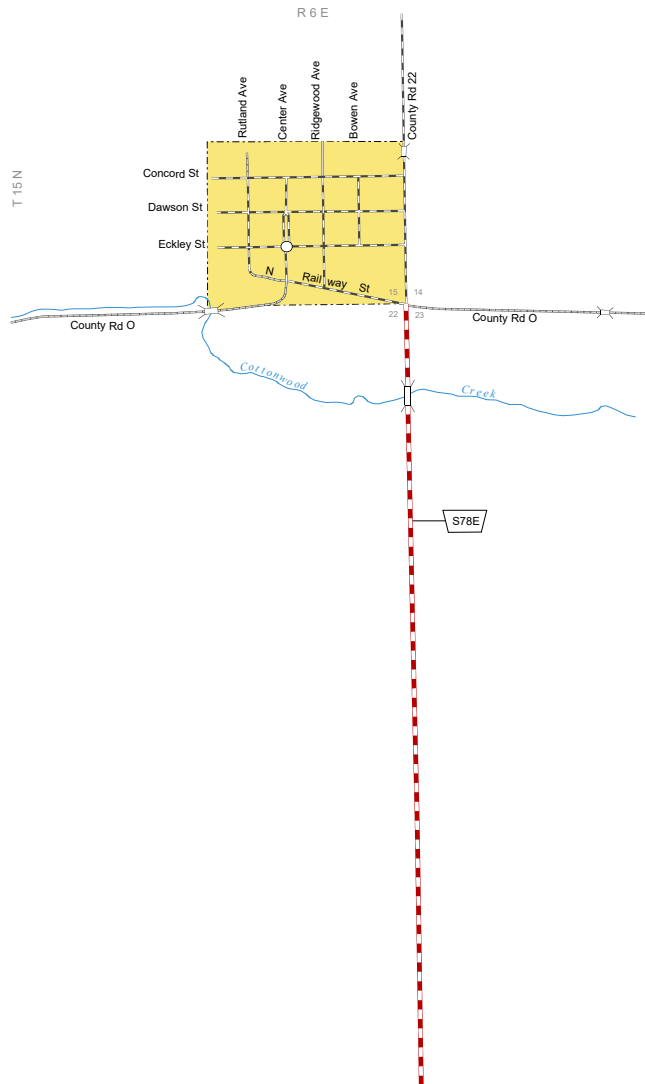 R 6 E
T 15 N
Rutland Ave
Center Ave
Ridgewood Ave
Bowen Ave
County Rd 22
Concord St
Dawson St
Eckley St
N Railway St
15 14
22 23
County Rd O
County Rd O
Cottonwood Creek
S78E